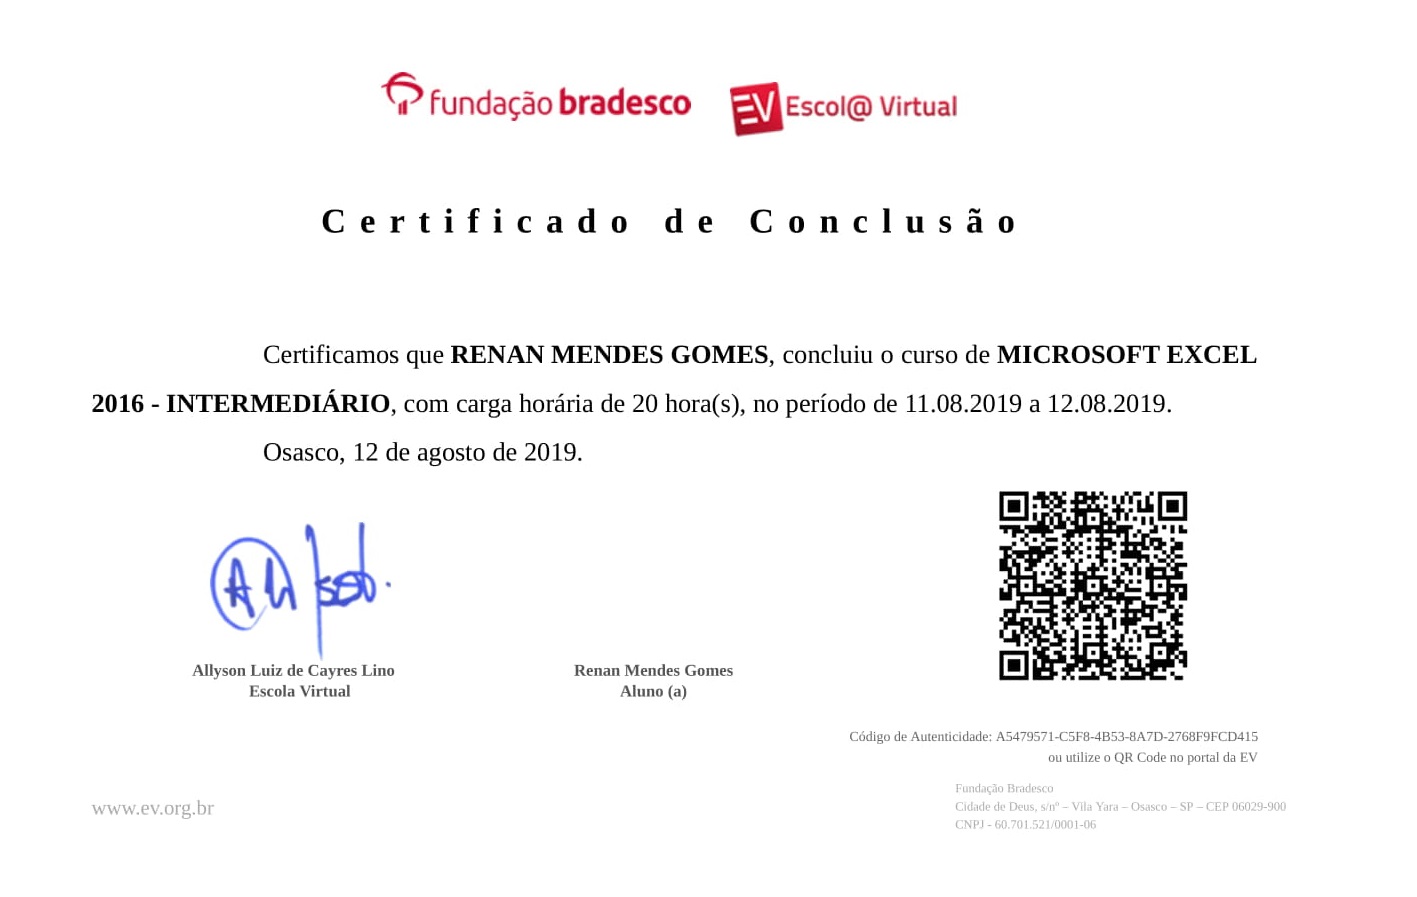 fundação bradesco EV Escol@ Virtual
Certificado de Conclusão
Certificamos que RENAN MENDES GOMES, concluiu o curso de MICROSOFT EXCEL
2016 - INTERMEDIÁRIO, com carga horária de 20 hora(s), no período de 11.08.2019 a 12.08.2019.
Osasco, 12 de agosto de 2019.
Allyson Luiz de Cayres Lino
Escola Virtual
Renan Mendes Gomes
Aluno (a)
Código de Autenticidade: A5479571-C5F8-4B53-8A7D-2768F9FCD415
ou utilize o QR Code no portal da EV
www.ev.org.br
Fundação Bradesco
Cidade de Deus, s/nº – Vila Yara – Osasco – SP – CEP 06029-900
CNPJ - 60.701.521/0001-06